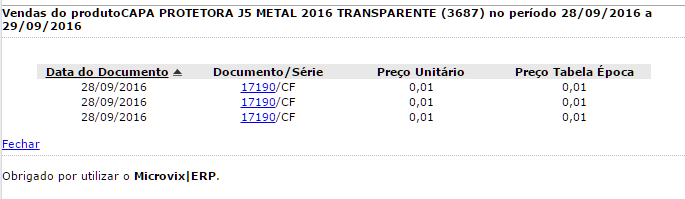 Vendas do produtoCAPA PROTETORA J5 METAL 2016 TRANSPARENTE (3687) no período 28/09/2016 a
29/09/2016
Data do Documento Documento/Série Preço Unitário Preço Tabela Época
28/09/2016 17190/CF 0,01 0,01
28/09/2016 17190/CF 0,01 0,01
28/09/2016 17190/CF 0,01 0,01
Fechar
Obrigado por utilizar o Microvix|ERP.